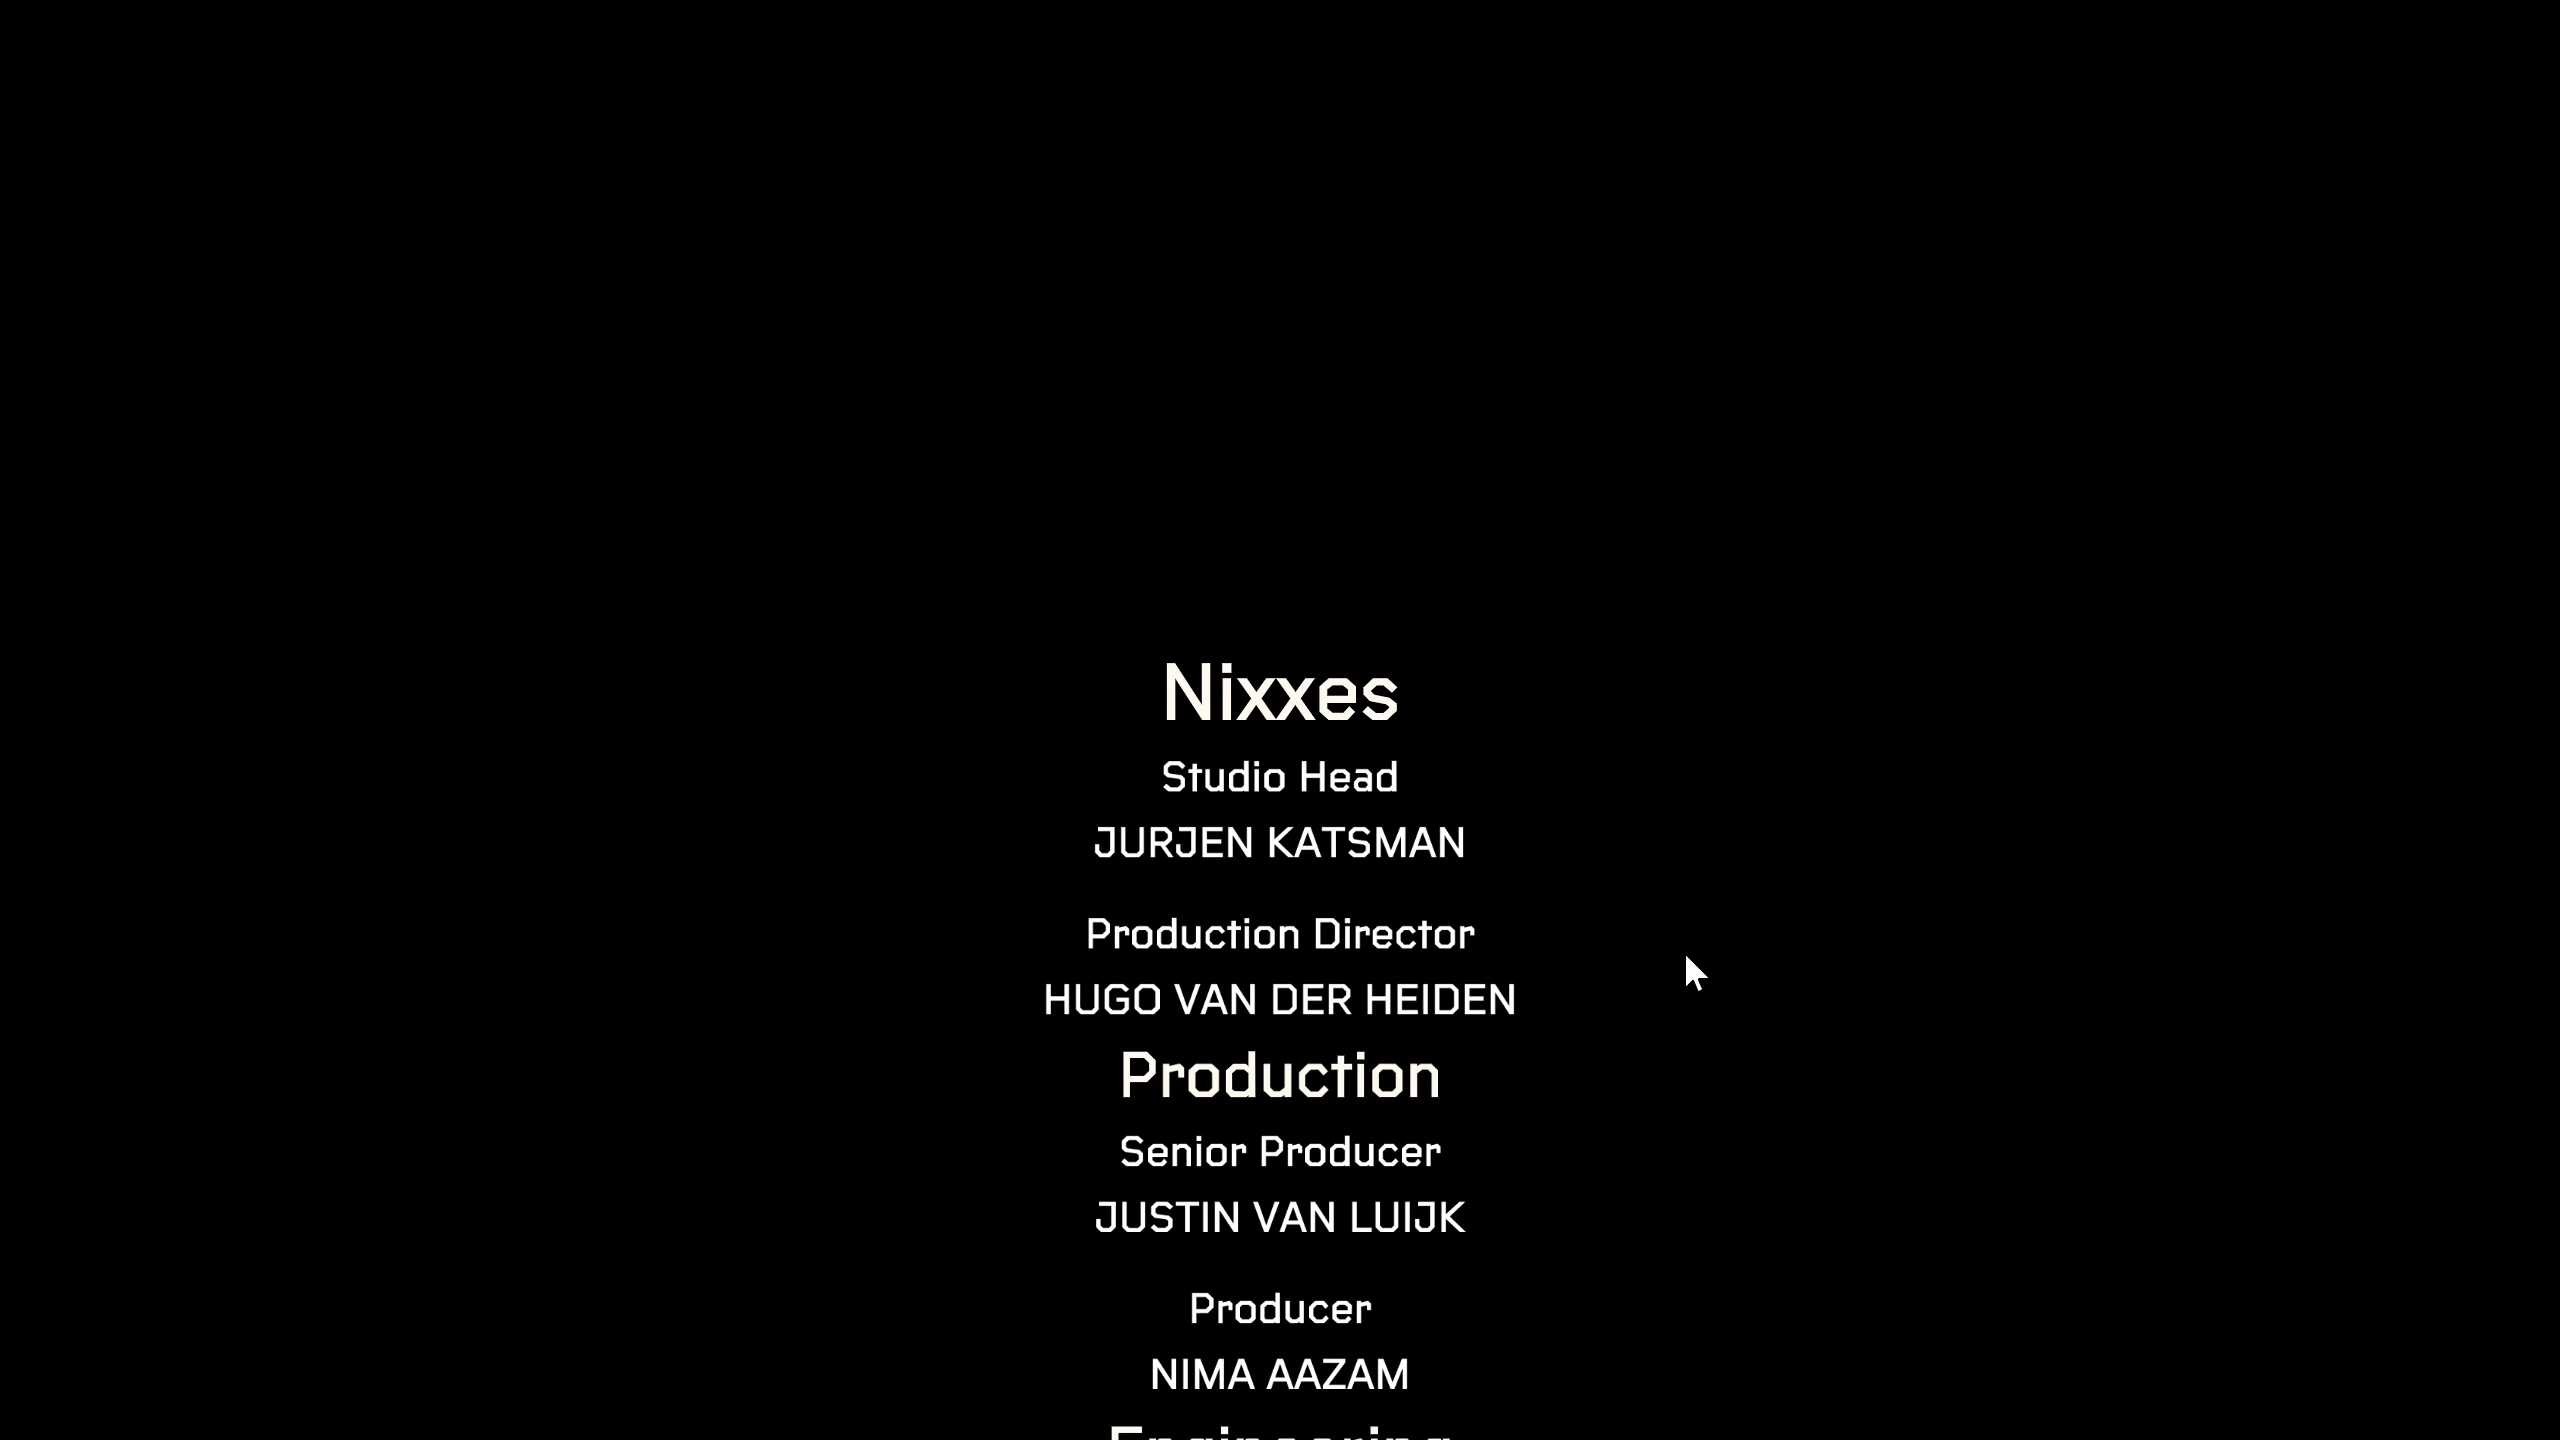 Nixxes
Studio Head
JURJEN KATSMAN
Production Director
HUGO VAN DER HEIDEN
Production
Senior Producer
JUSTIN VAN LUIJK
Producer
NIMA AAZAM
Engineering